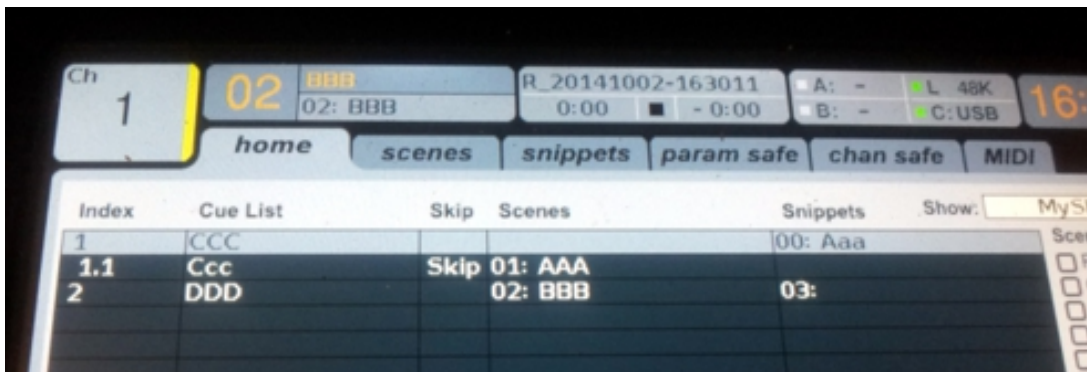 Ch
1
02
BBB
02: BBB
R_20141002-163011
0:00 - 0:00
A: - L 48K
B: - C: USB
16:
home scenes snippets param safe chan safe MIDI
Index Cue List Skip Scenes Snippets Show:
1 CCC 00: Aaa
1.1 Ccc Skip 01: AAA
2 DDD 02: BBB 03: